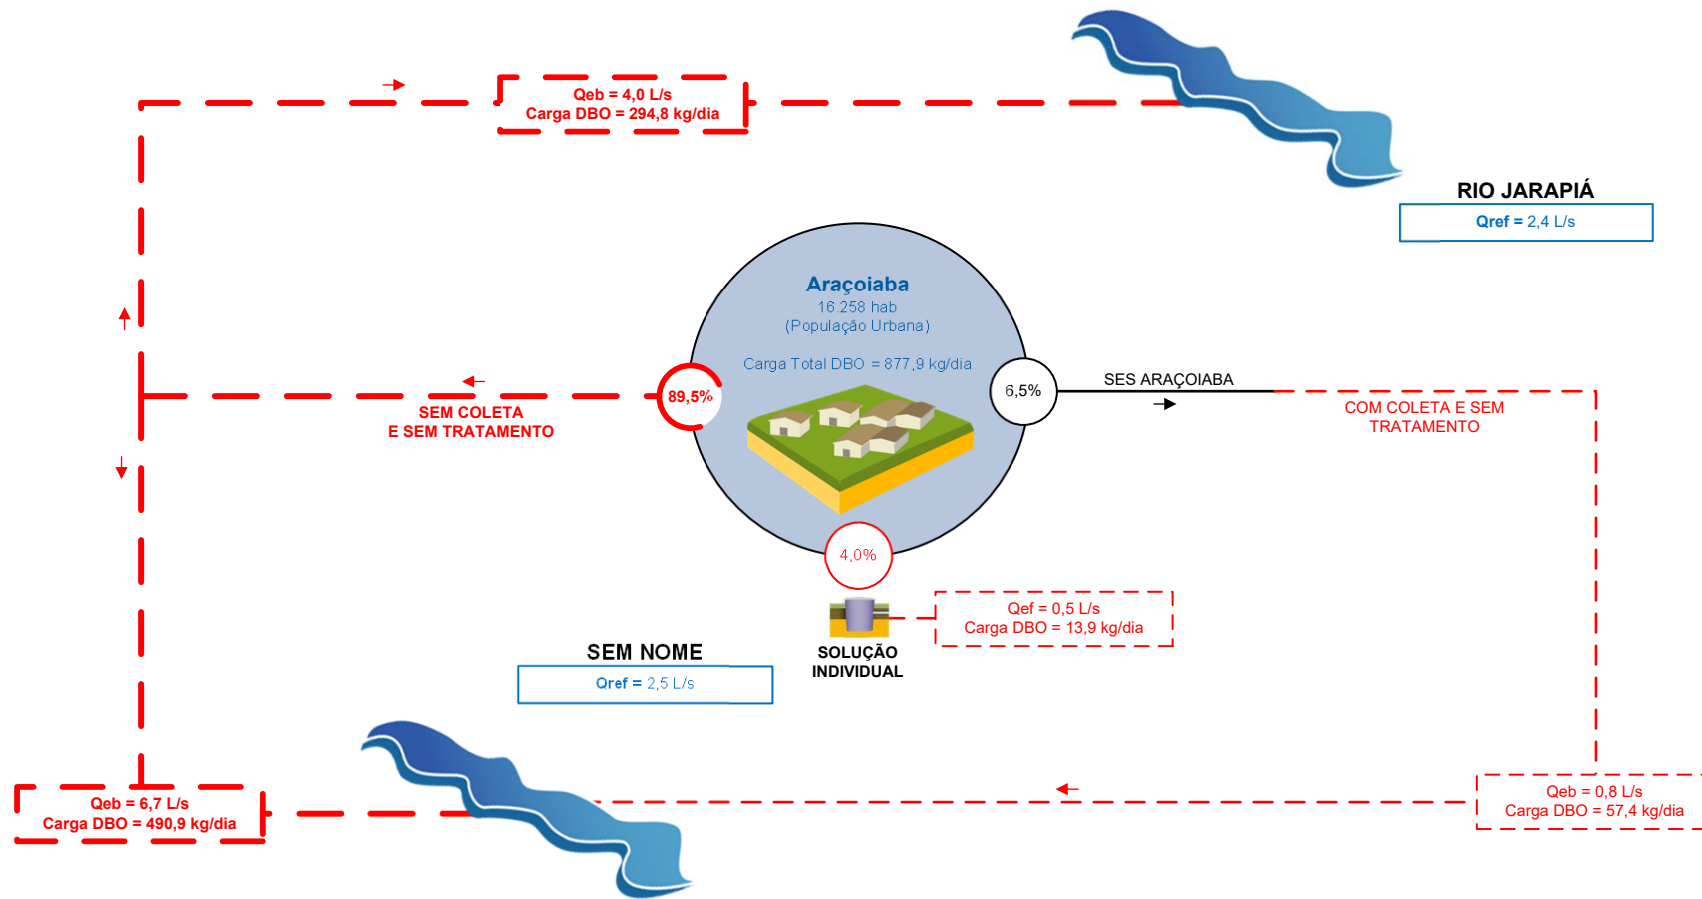 Qeb = 4,0 L/s
Carga DBO = 294,8 kg/dia
RIO JARAPIÁ
Qref = 2,4 L/s
Araçoiaba
16.258 hab
(População Urbana)
Carga Total DBO = 877,9 kg/dia
89,5%
SEM COLETA
E SEM TRATAMENTO
6,5%
SES ARAÇOIABA
COM COLETA E SEM
TRATAMENTO
4,0%
Qef = 0,5 L/s
Carga DBO = 13,9 kg/dia
SOLUÇÃO
INDIVIDUAL
SEM NOME
Qref = 2,5 L/s
Qeb = 6,7 L/s
Carga DBO = 490,9 kg/dia
Qeb = 0,8 L/s
Carga DBO = 57,4 kg/dia